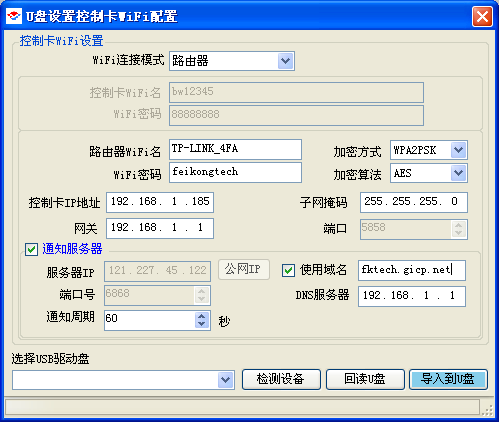 U盘设置控制卡WiFi配置
控制卡WiFi设置
WiFi连接模式 路由器
控制卡WiFi名 bw12345
WiFi密码 88888888
路由器WiFi名 TP-LINK_4FA 加密方式 WPA2PSK
WiFi密码 feikongtech 加密算法 AES
控制卡IP地址 192.168. 1 .185 子网掩码 255.255.255. 0
网关 192.168. 1 . 1 端口 5858
通知服务器
服务器IP 121.227. 45 .122 公网IP 使用域名 fktech.gicp.net
端口号 6868 DNS服务器 192.168. 1 . 1
通知周期 60 秒
选择USB驱动盘
检测设备 回读U盘 导入到U盘